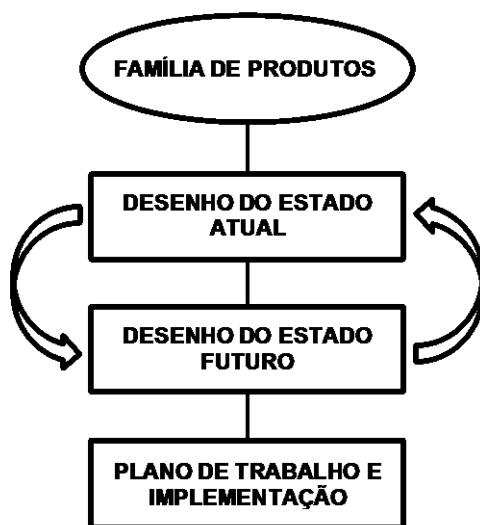 FAMÍLIA DE PRODUTOS
DESENHO DO ESTADO
ATUAL
DESENHO DO ESTADO
FUTURO
PLANO DE TRABALHO E
IMPLEMENTAÇÃO